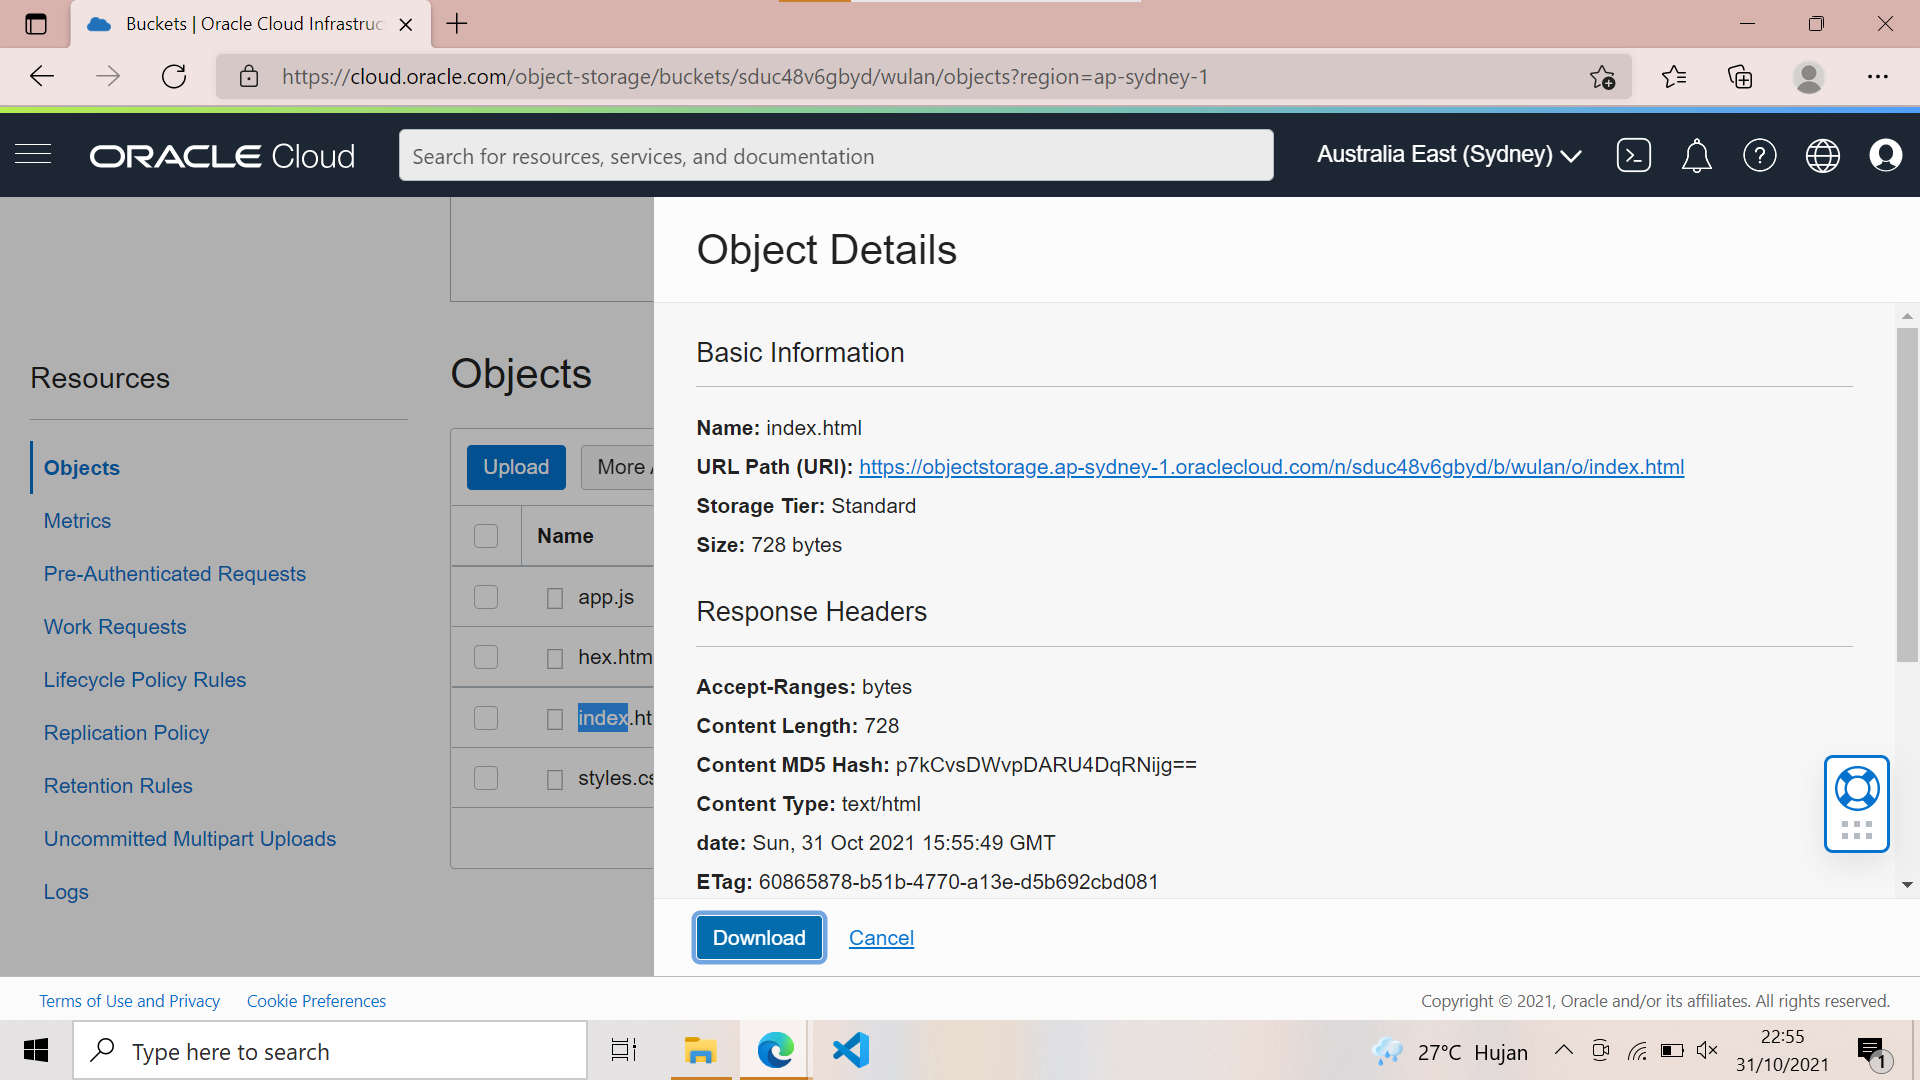 Buckets | Oracle Cloud Infrastruc
https://cloud.oracle.com/object-storage/buckets/sduc48v6gbyd/wulan/objects?region=ap-sydney-1
ORACLE Cloud
Search for resources, services, and documentation
Australia East (Sydney)
Object Details
Resources
Objects
Metrics
Pre-Authenticated Requests
Work Requests
Lifecycle Policy Rules
Replication Policy
Retention Rules
Uncommitted Multipart Uploads
Logs
Objects
Upload
More A
Name
app.js
hex.htm
index.ht
styles.cs
Basic Information
Name: index.html
URL Path (URI): https://objectstorage.ap-sydney-1.oraclecloud.com/n/sduc48v6gbyd/b/wulan/o/index.html
Storage Tier: Standard
Size: 728 bytes
Response Headers
Accept-Ranges: bytes
Content Length: 728
Content MD5 Hash: p7kCvsDWvpDARU4DqRNijg==
Content Type: text/html
date: Sun, 31 Oct 2021 15:55:49 GMT
ETag: 60865878-b51b-4770-a13e-d5b692cbd081
Download
Cancel
Terms of Use and Privacy
Cookie Preferences
Copyright © 2021, Oracle and/or its affiliates. All rights reserved.
Type here to search
27°C Hujan
22:55
31/10/2021
1